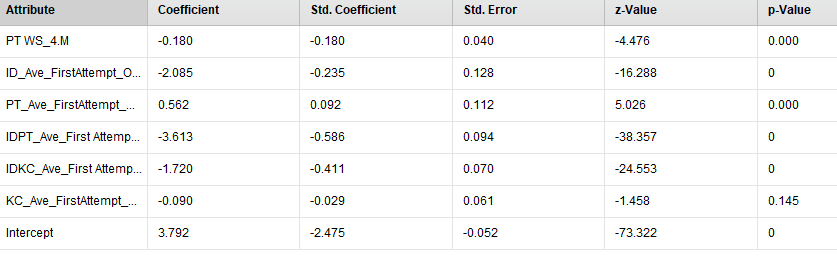 Attribute Coefficient Std. Coefficient Std. Error z-Value p-Value
PT WS_4.M -0.180 -0.180 0.040 -4.476 0.000
ID_Ave_FirstAttempt_O... -2.085 -0.235 0.128 -16.288 0
PT_Ave_FirstAttempt_... 0.562 0.092 0.112 5.026 0.000
IDPT_Ave_First Attemp... -3.613 -0.586 0.094 -38.357 0
IDKC_Ave_First Attemp... -1.720 -0.411 0.070 -24.553 0
KC_Ave_FirstAttempt_... -0.090 -0.029 0.061 -1.458 0.145
Intercept 3.792 -2.475 -0.052 -73.322 0